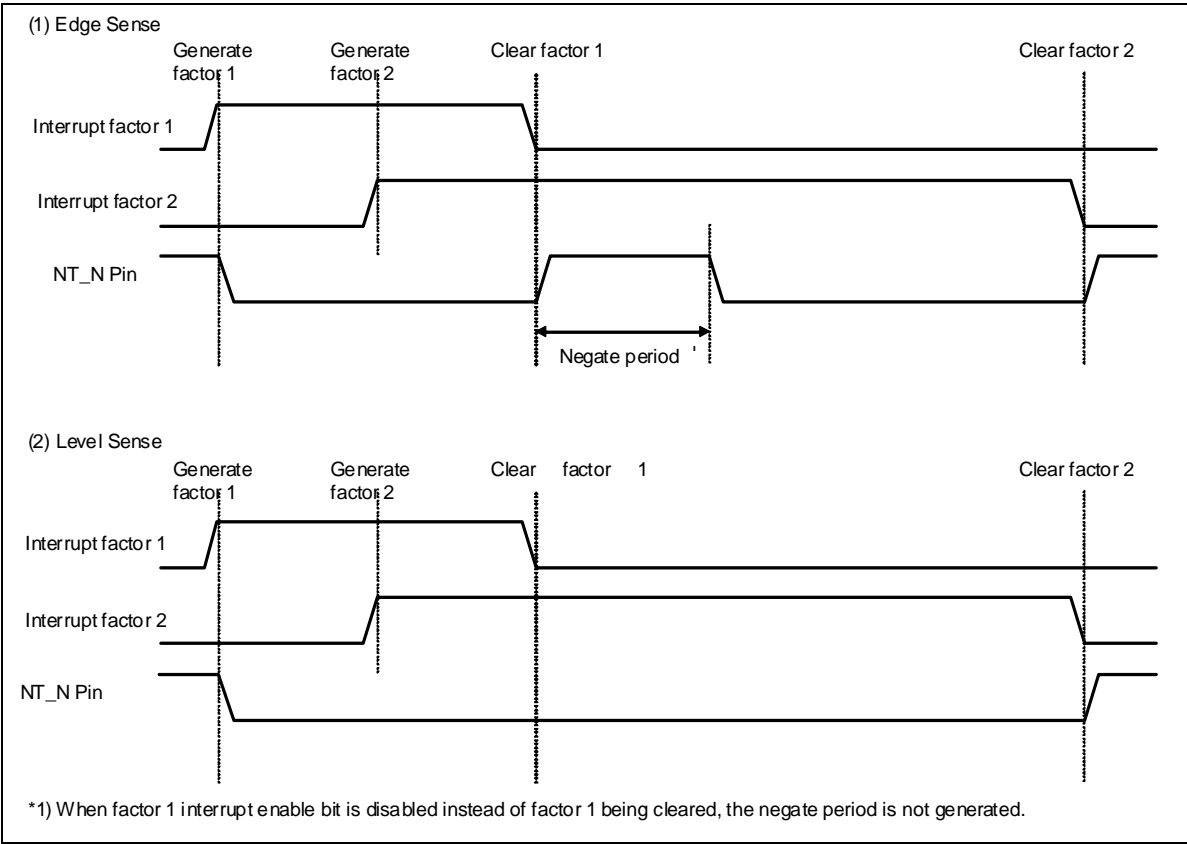 (1) Edge Sense
Generate factor 1
Generate factor 2
Clear factor 1
Clear factor 2
Interrupt factor 1
Interrupt factor 2
NT_N Pin
Negate period '
(2) Level Sense
Generate factor 1
Generate factor 2
Clear factor 1
Clear factor 2
Interrupt factor 1
Interrupt factor 2
NT_N Pin
*1) When factor 1 interrupt enable bit is disabled instead of factor 1 being cleared, the negate period is not generated.